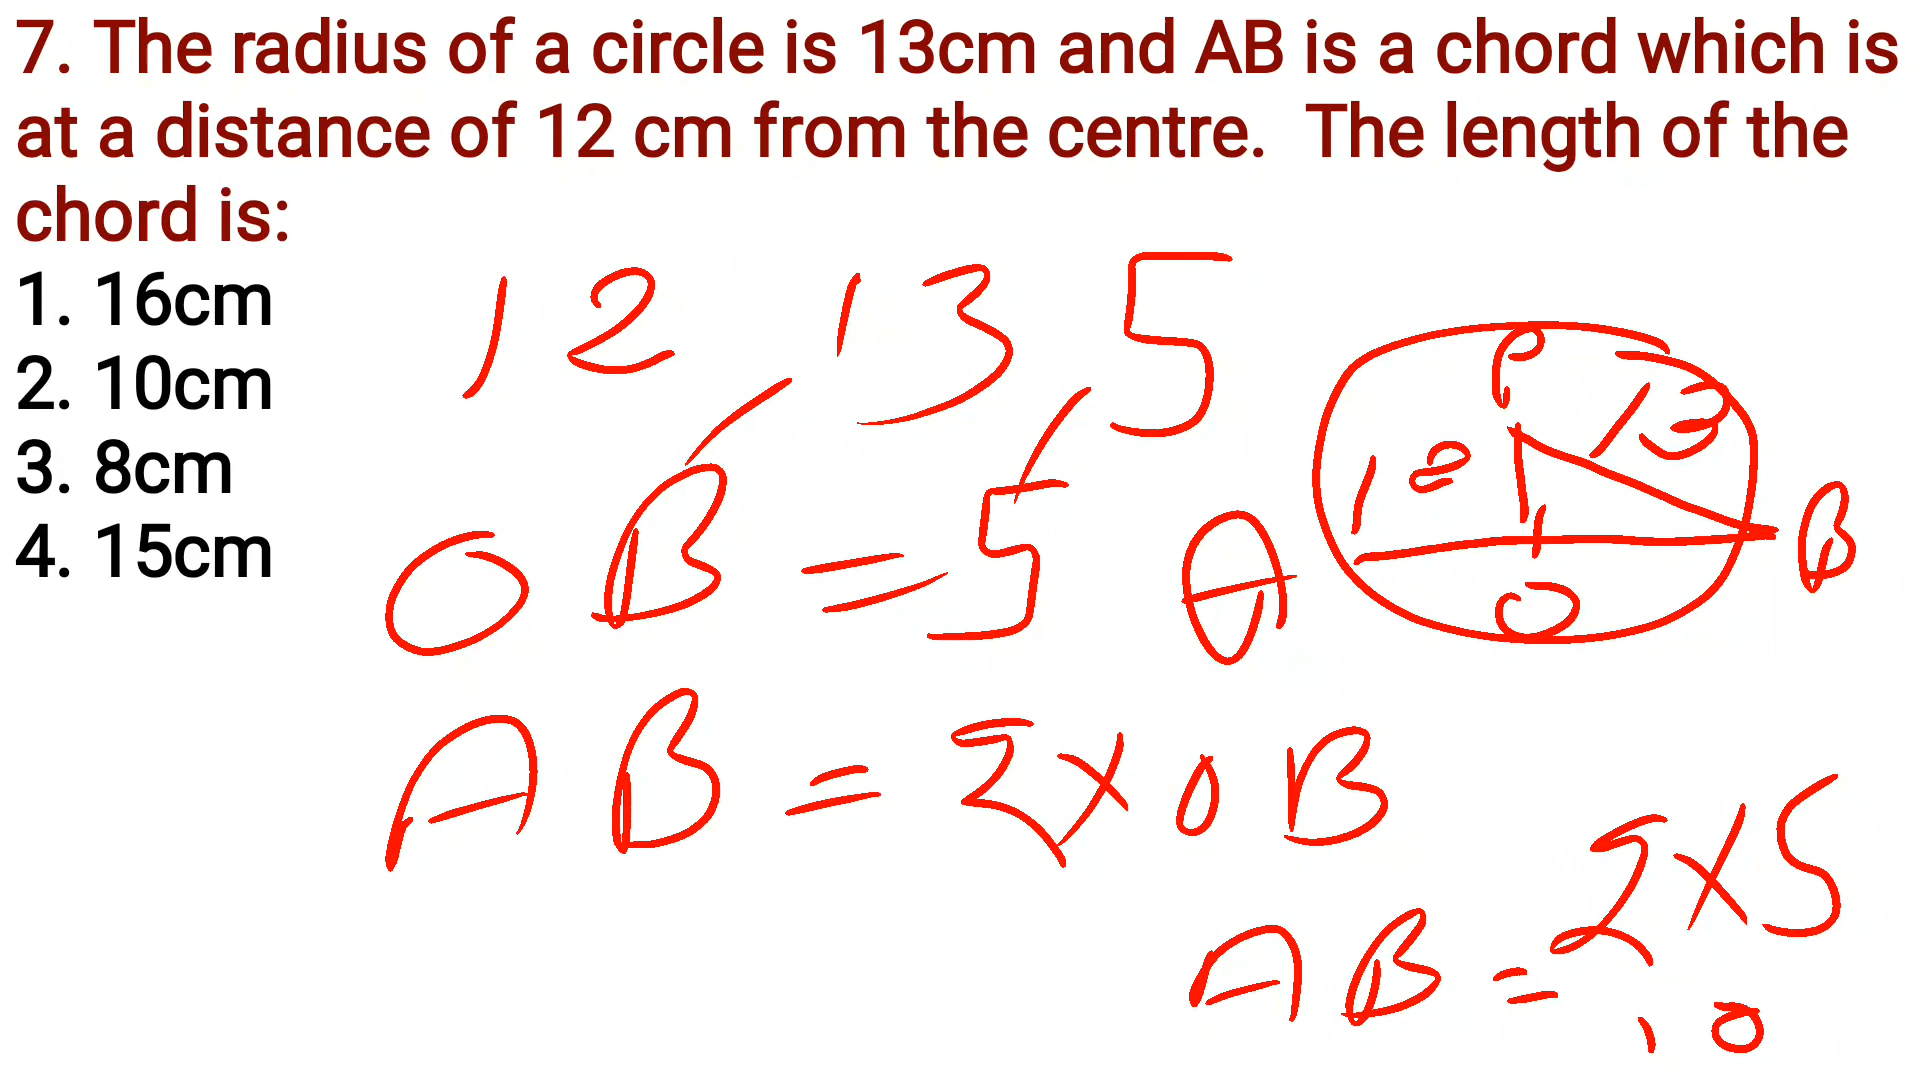 7. The radius of a circle is 13cm and AB is a chord which is
at a distance of 12 cm from the centre. The length of the
chord is:
1. 16cm
2. 10cm
3. 8cm
4. 15cm
12, 13, 5
P
12
13
A
B
O
OB = 5
AB = 2 x OB
AB = 2 x 5
10